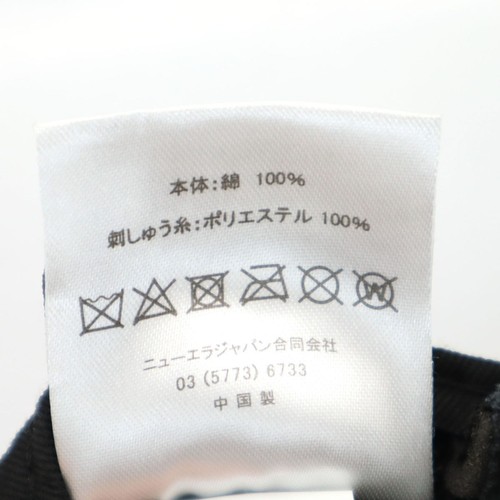 本体:綿 100%
刺しゅう糸:ポリエステル 100%
W
ニューエラジャパン合同会社
03 (5773) 6733
中国製